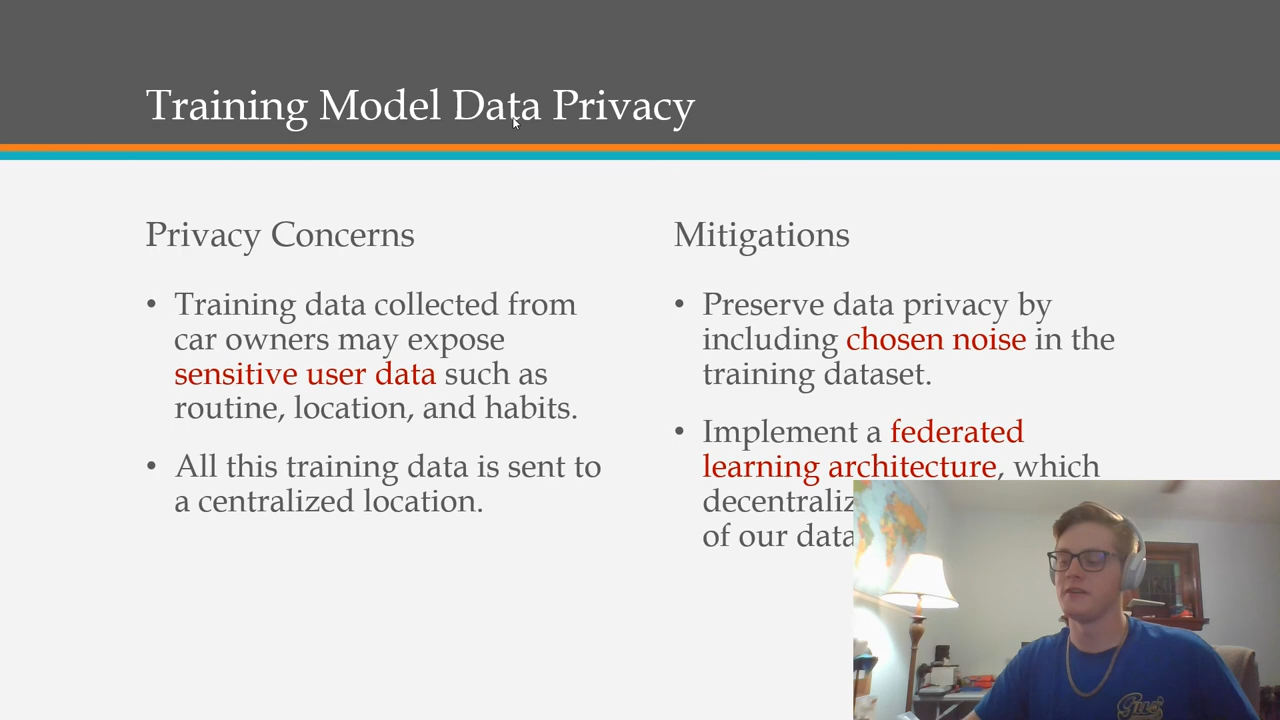 Training Model Data Privacy
Privacy Concerns
• Training data collected from
car owners may expose
sensitive user data such as
routine, location, and habits.
• All this training data is sent to
a centralized location.
Mitigations
• Preserve data privacy by
including chosen noise in the
training dataset.
• Implement a federated
learning architecture, which
of our data